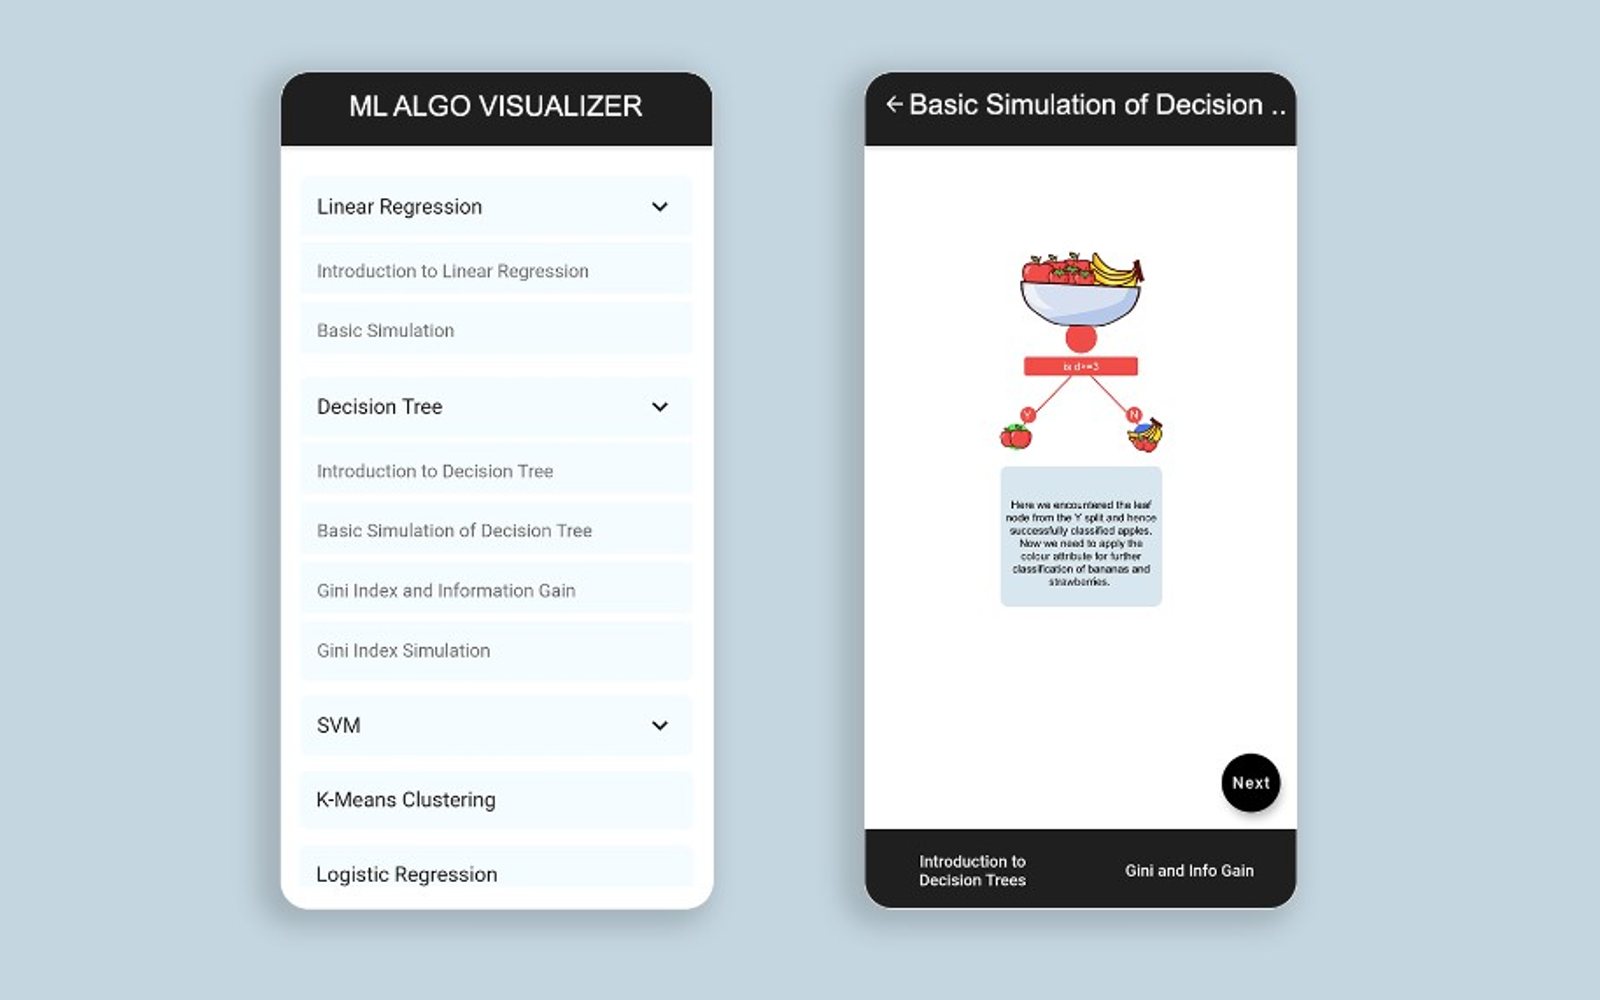 ML ALGO VISUALIZER
Linear Regression
Introduction to Linear Regression
Basic Simulation
Decision Tree
Introduction to Decision Tree
Basic Simulation of Decision Tree
Gini Index and Information Gain
Gini Index Simulation
SVM
K-Means Clustering
Logistic Regression
Basic Simulation of Decision ..
is d>=3
Y
N
Here we encountered the leaf
node from the Y split and hence
successfully classified apples.
Now we need to apply the
colour attribute for further
classification of bananas and
strawberries.
Next
Introduction to
Decision Trees
Gini and Info Gain